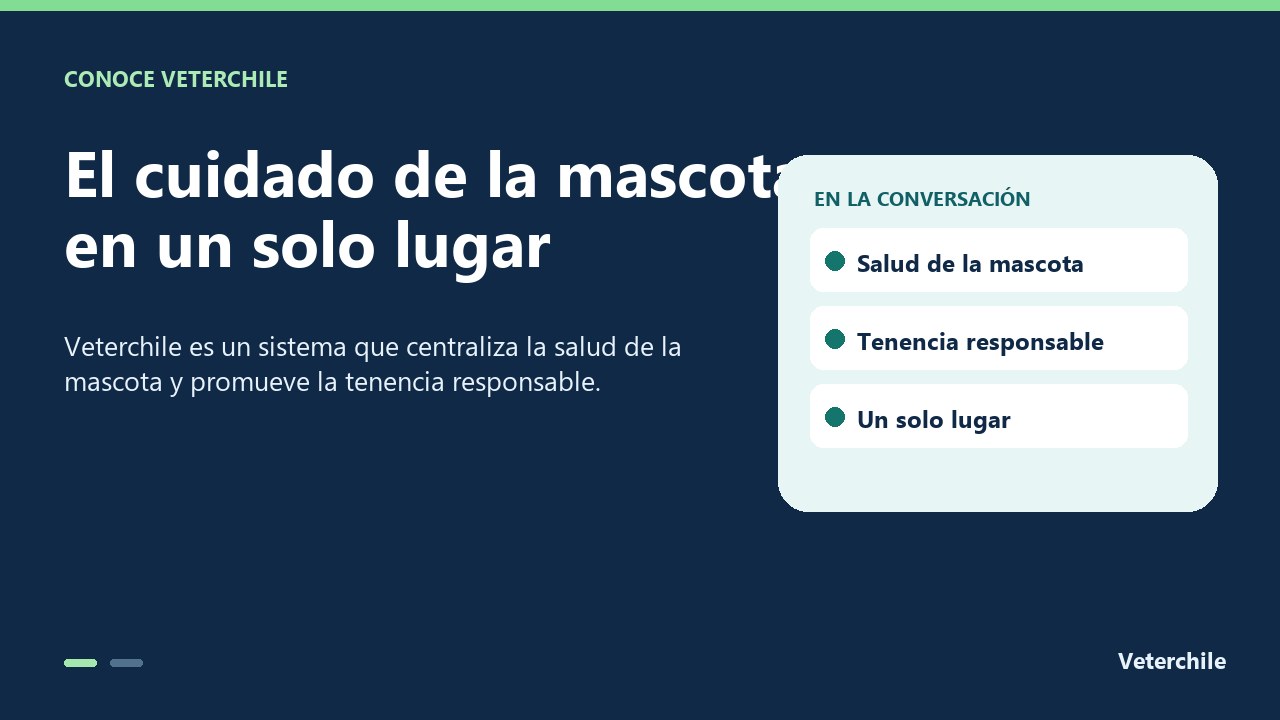 CONOCE VETERCHILE
El cuidado de la mascota
en un solo lugar
Veterchile es un sistema que centraliza la salud de la
mascota y promueve la tenencia responsable.
EN LA CONVERSACIÓN
Salud de la mascota
Tenencia responsable
Un solo lugar
Veterchile